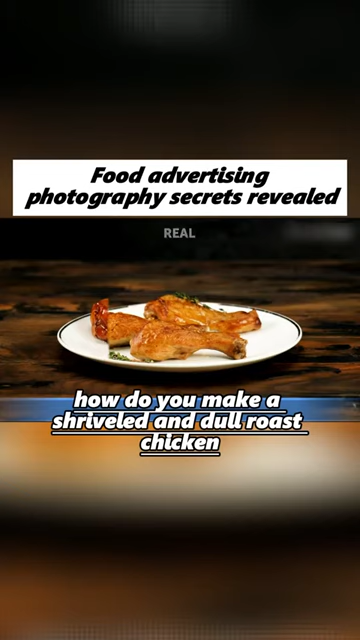 Food advertising
photography secrets revealed
REAL
how do you make a
shriveled and dull roast
chicken